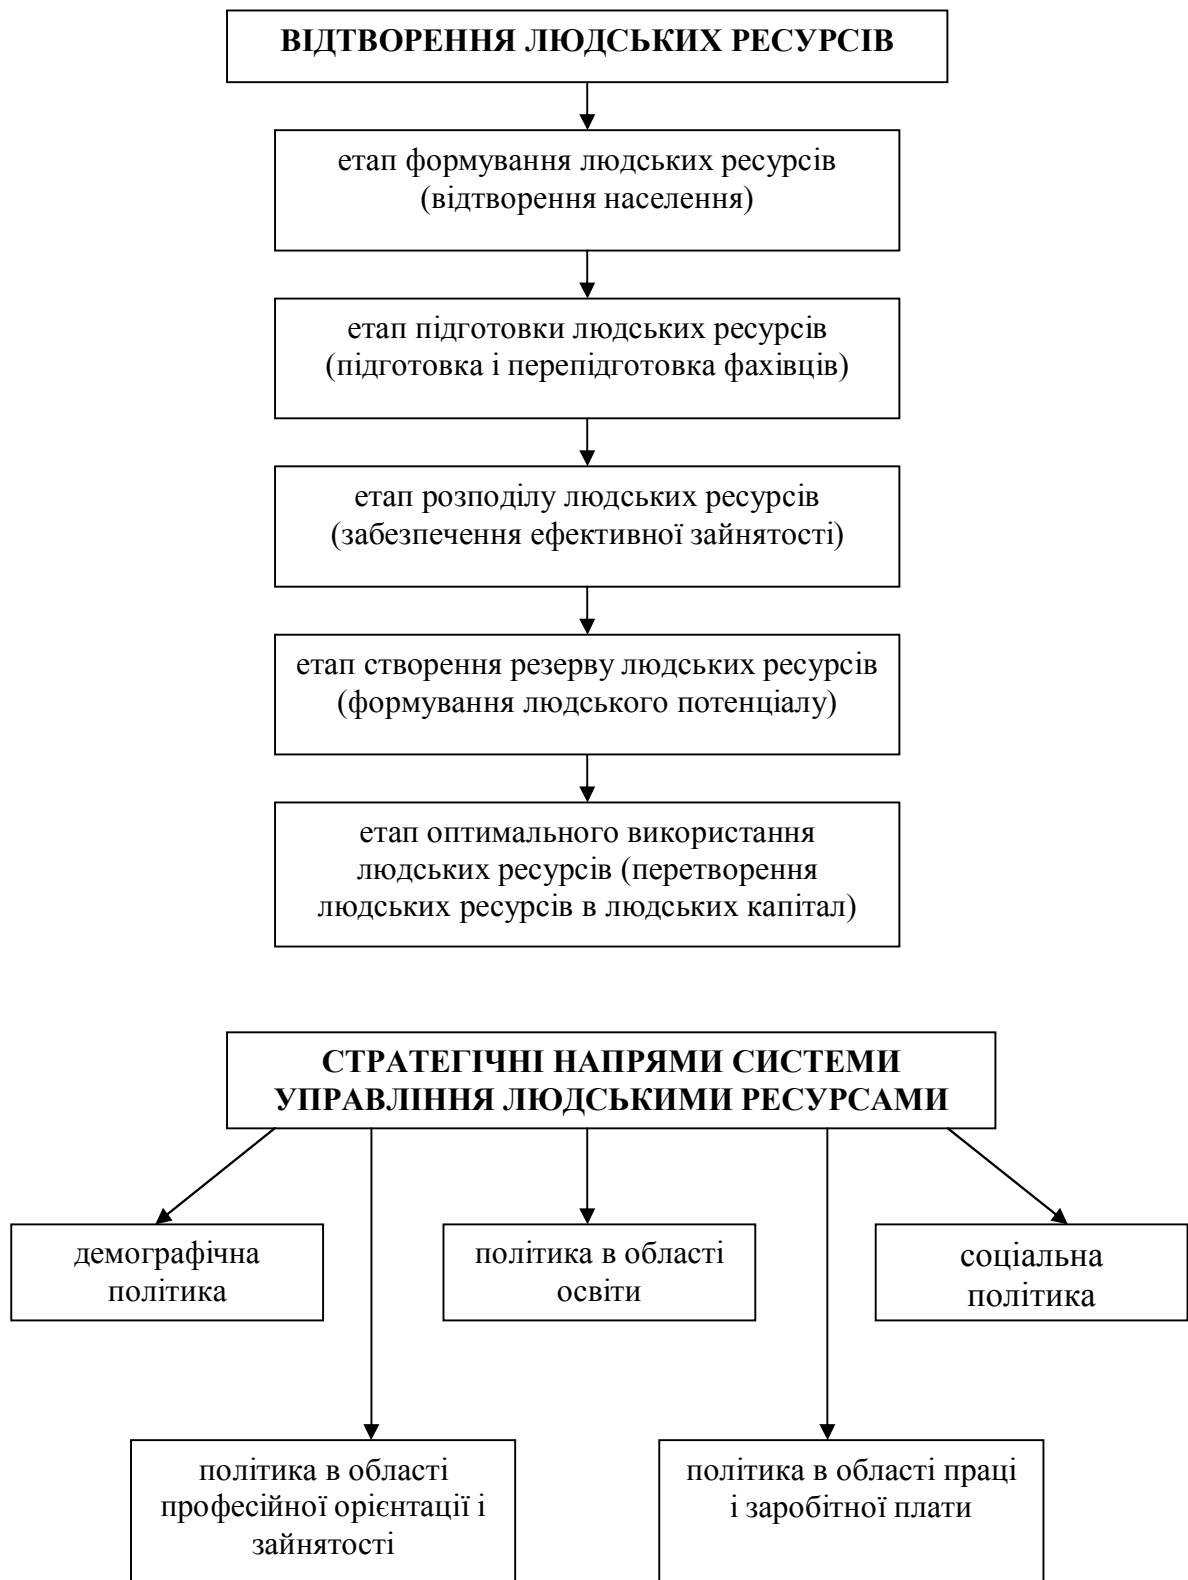 ВІДТВОРЕННЯ ЛЮДСЬКИХ РЕСУРСІВ
етап формування людських ресурсів
(відтворення населення)
етап підготовки людських ресурсів
(підготовка і перепідготовка фахівців)
етап розподілу людських ресурсів
(забезпечення ефективної зайнятості)
етап створення резерву людських ресурсів
(формування людського потенціалу)
етап оптимального використання
людських ресурсів (перетворення
людських ресурсів в людських капітал)
СТРАТЕГІЧНІ НАПРЯМИ СИСТЕМИ
УПРАВЛІННЯ ЛЮДСЬКИМИ РЕСУРСАМИ
демографічна
політика
політика в області
освіти
соціальна
політика
політика в області
професійної орієнтації і
зайнятості
політика в області праці
і заробітної плати